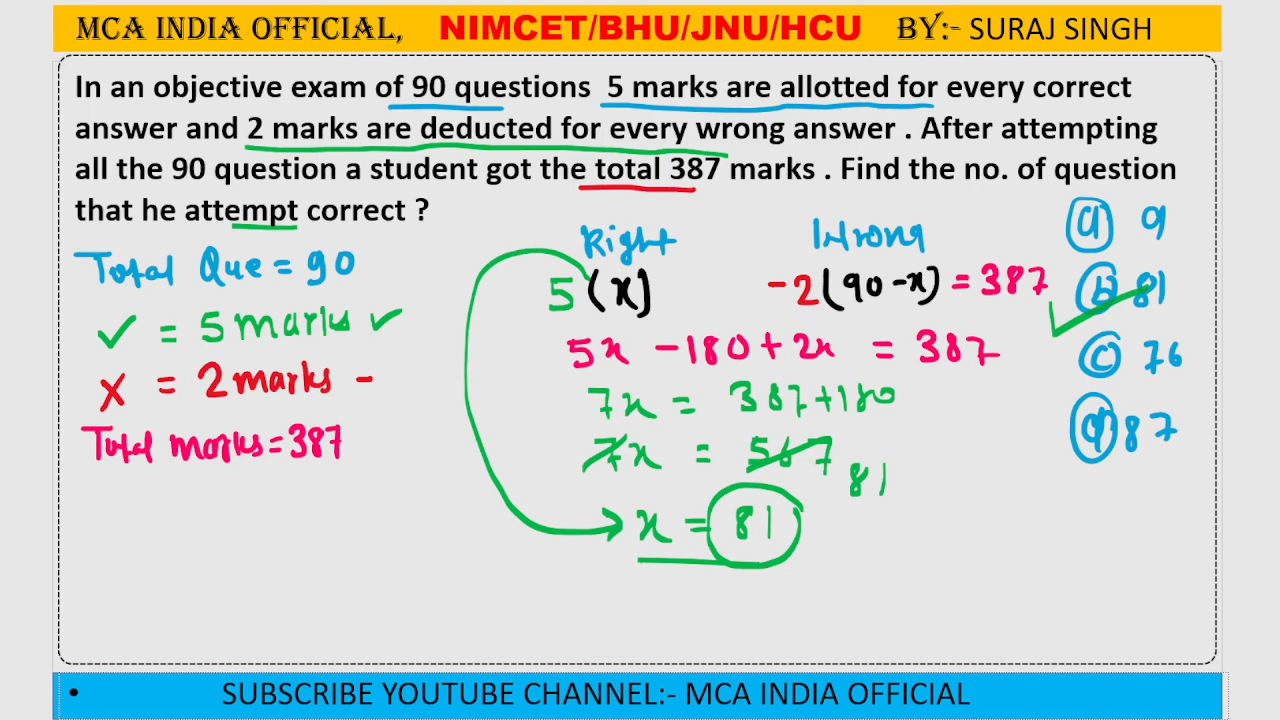 MCA INDIA OFFICIAL, NIMCET/BHU/JNU/HCU BY:- SURAJ SINGH
In an objective exam of 90 questions 5 marks are allotted for every correct
answer and 2 marks are deducted for every wrong answer . After attempting
all the 90 question a student got the total 387 marks . Find the no. of question
that he attempt correct ?
Total Que = 90
✓ = 5 marks ✓
x = 2 marks -
Total marks = 387
Right Wrong
5 (x) -2 (90 - x) = 387
5x - 180 + 2x = 387
7x = 387 + 180
7x = 567 81
x = 81
a 9
b 81
c 76
d 87
• SUBSCRIBE YOUTUBE CHANNEL:- MCA INDIA OFFICIAL